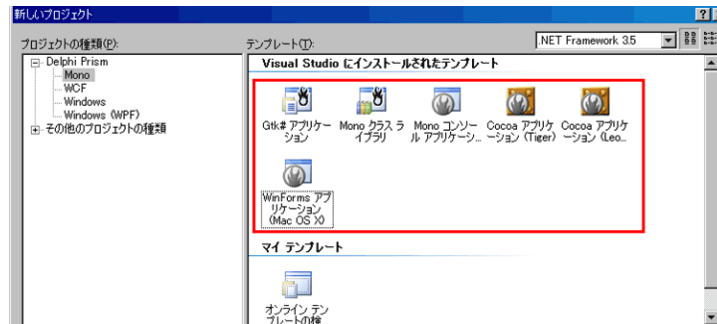 新しいプロジェクト
プロジェクトの種類(P):
テンプレート(T):
.NET Framework 3.5
Delphi Prism
Mono
WCF
Windows
Windows (WPF)
その他のプロジェクトの種類
Visual Studio にインストールされたテンプレート
Gtk# アプリケー
ション
Mono クラス ラ
イブラリ
Mono コンソー
ル アプリケーシ...
Cocoa アプリケ
ーション (Tiger)
Cocoa アプリケ
ーション (Leo...
WinForms アプ
リケーション
(Mac OS X)
マイ テンプレート
オンライン テン
プレートの検